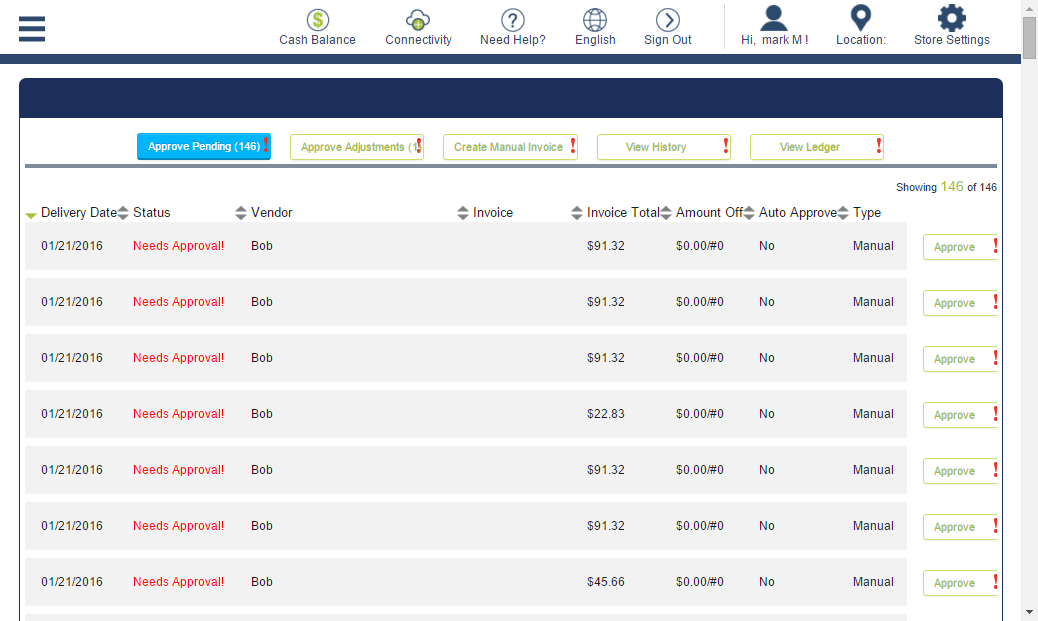 Cash Balance Connectivity Need Help? English Sign Out Hi, mark M ! Location: Store Settings
Approve Pending (146) Approve Adjustments ( Create Manual Invoice View History View Ledger
Showing 146 of 146
Delivery Date Status Vendor Invoice Invoice Total Amount Off Auto Approve Type
01/21/2016 Needs Approval! Bob $91.32 $0.00/#0 No Manual Approve
01/21/2016 Needs Approval! Bob $91.32 $0.00/#0 No Manual Approve
01/21/2016 Needs Approval! Bob $91.32 $0.00/#0 No Manual Approve
01/21/2016 Needs Approval! Bob $22.83 $0.00/#0 No Manual Approve
01/21/2016 Needs Approval! Bob $91.32 $0.00/#0 No Manual Approve
01/21/2016 Needs Approval! Bob $91.32 $0.00/#0 No Manual Approve
01/21/2016 Needs Approval! Bob $45.66 $0.00/#0 No Manual Approve